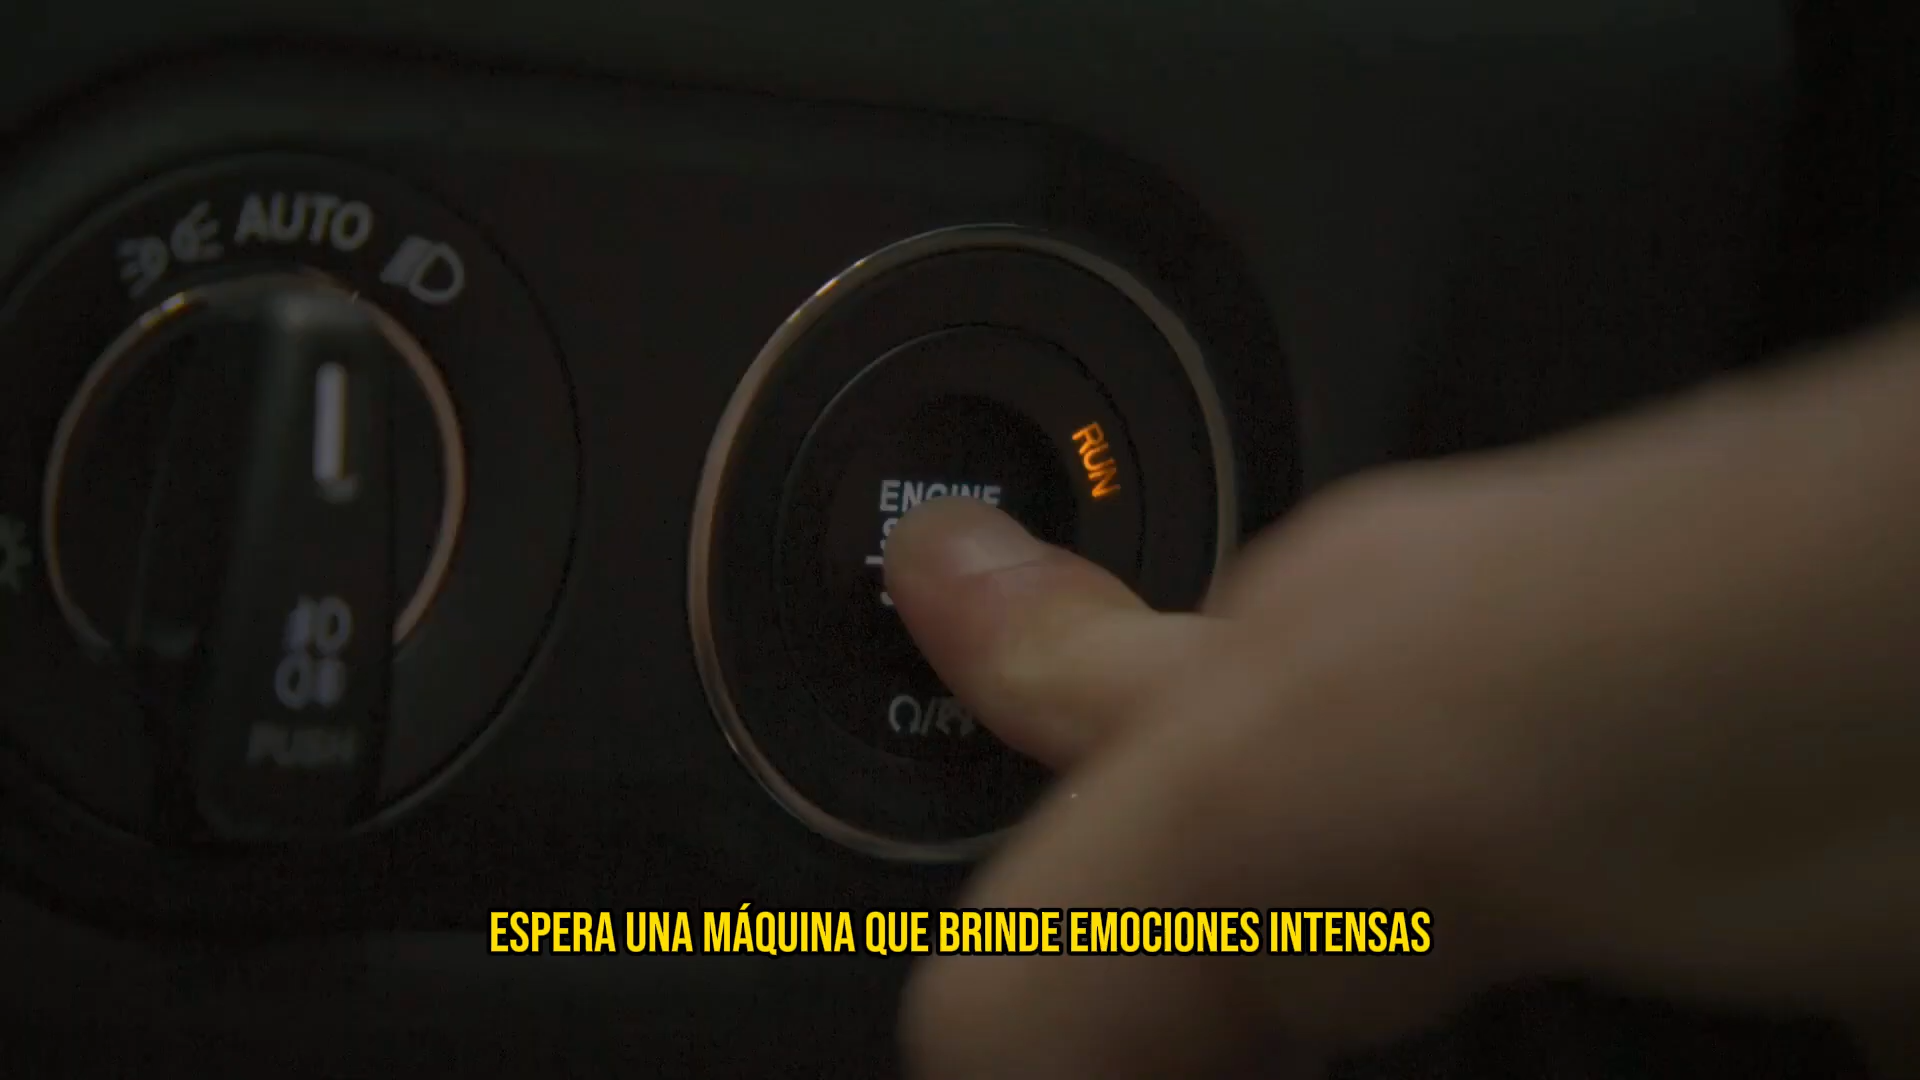 AUTO
RUN
ENGINE
PUSH
ESPERA UNA MÁQUINA QUE BRINDE EMOCIONES INTENSAS